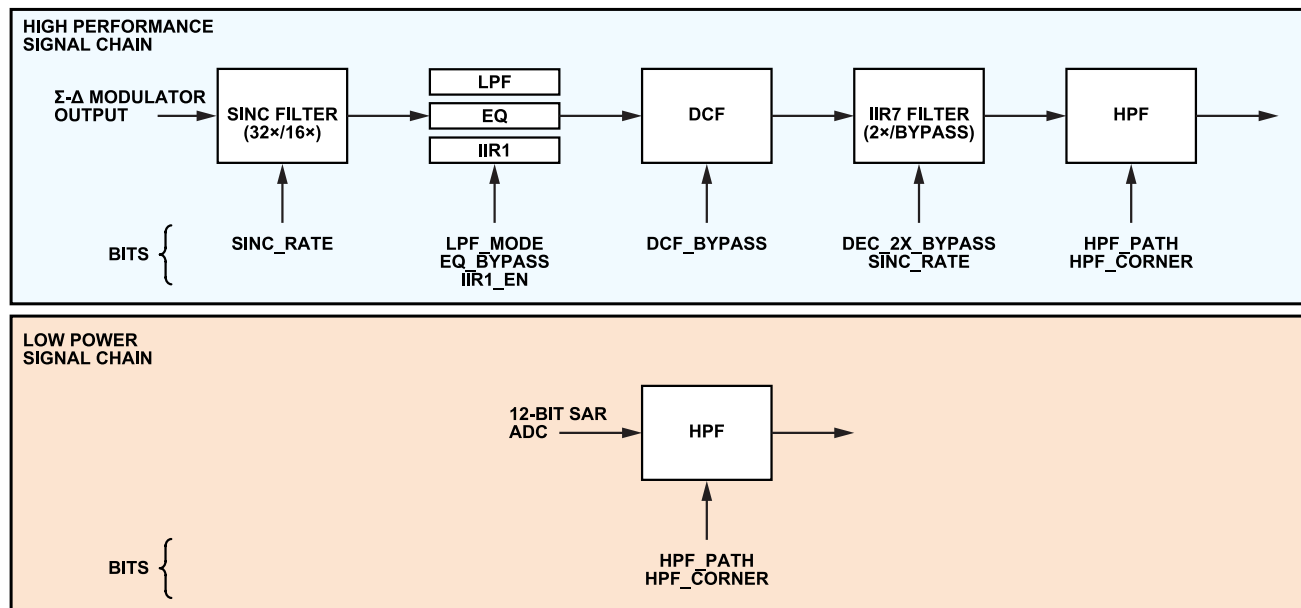 HIGH PERFORMANCE
SIGNAL CHAIN
Σ-Δ MODULATOR
OUTPUT
SINC FILTER
(32×/16×)
LPF
EQ
IIR1
DCF
IIR7 FILTER
(2×/BYPASS)
HPF
BITS
SINC_RATE
LPF_MODE
EQ_BYPASS
IIR1_EN
DCF_BYPASS
DEC_2X_BYPASS
SINC_RATE
HPF_PATH
HPF_CORNER
LOW POWER
SIGNAL CHAIN
12-BIT SAR
ADC
HPF
BITS
HPF_PATH
HPF_CORNER